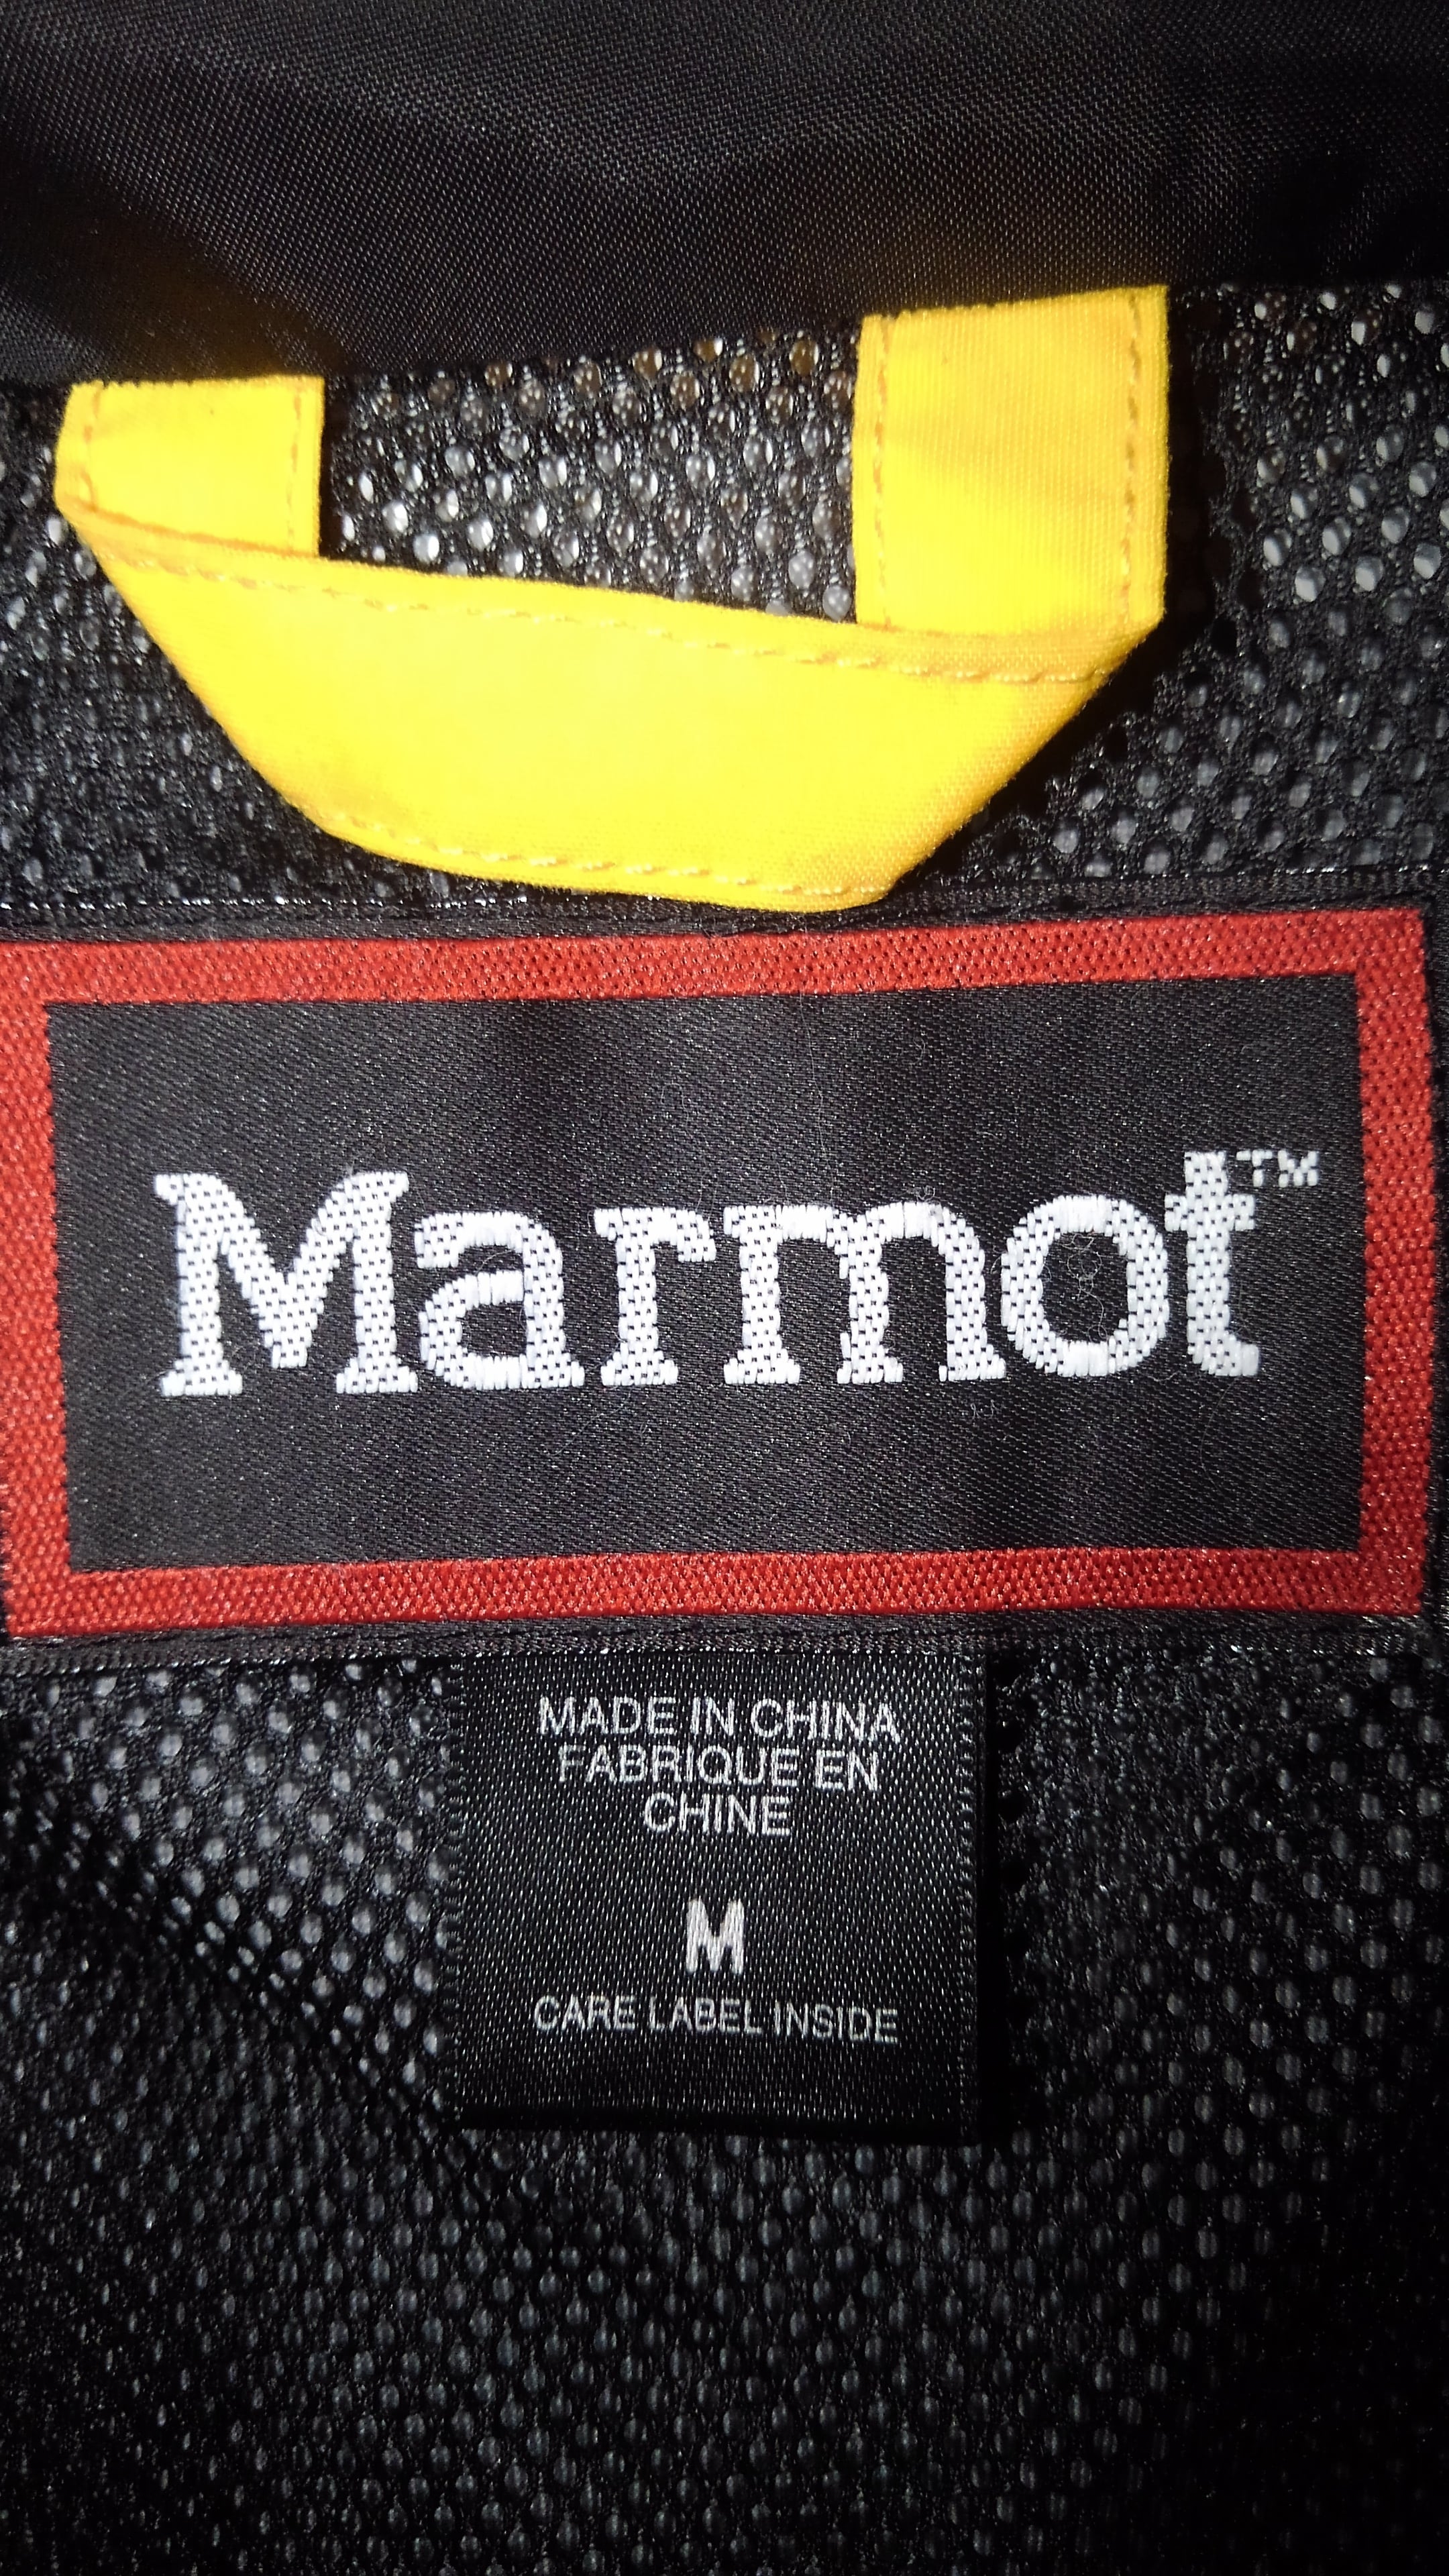 Marmot™
MADE IN CHINA
FABRIQUE EN
CHINE
M
CARE LABEL INSIDE